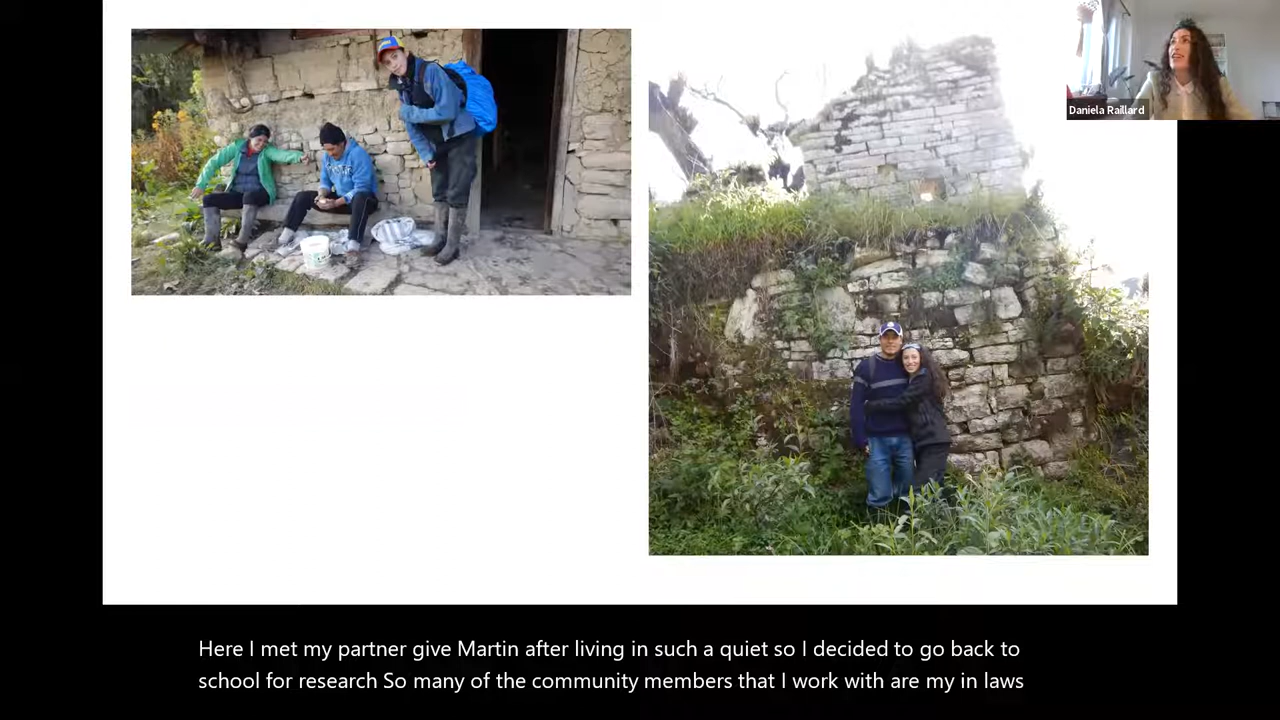 Daniela Raillard
Here I met my partner give Martin after living in such a quiet so I decided to go back to
school for research So many of the community members that I work with are my in laws